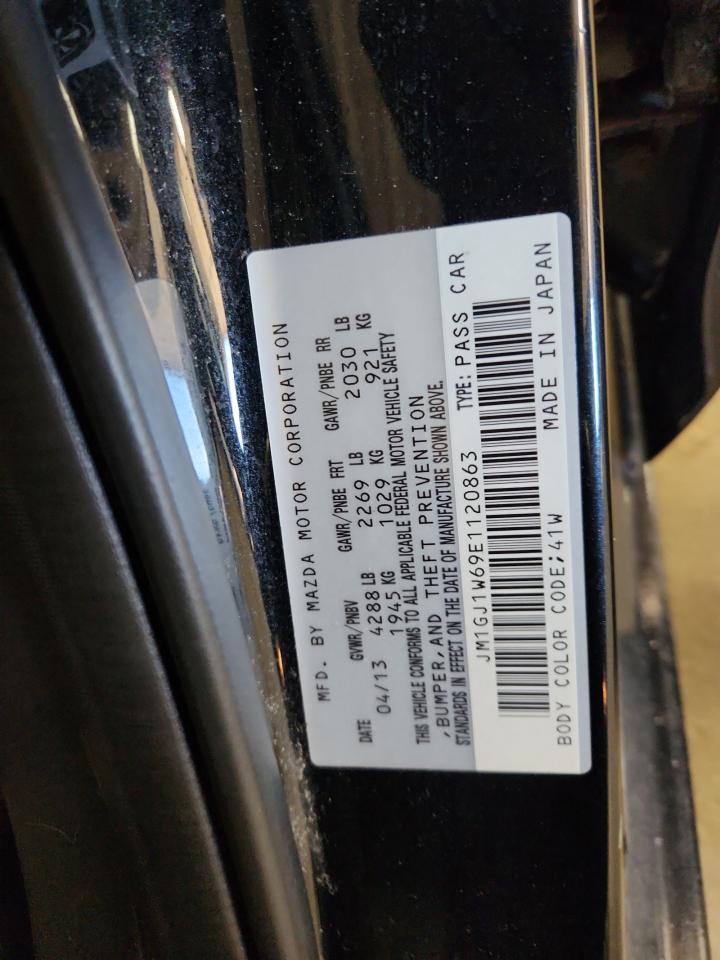 MFD. BY MAZDA MOTOR CORPORATION
DATE GVWR/PNBV GAWR/PNBE FRT GAWR/PNBE RR
04/13 4288 LB 2269 LB 2030 LB
1945 KG 1029 KG 921 KG
THIS VEHICLE CONFORMS TO ALL APPLICABLE FEDERAL MOTOR VEHICLE SAFETY
,BUMPER,AND THEFT PREVENTION
STANDARDS IN EFFECT ON THE DATE OF MANUFACTURE SHOWN ABOVE.
JM1GJ1W69E1120863 TYPE: PASS CAR
BODY COLOR CODE:41W MADE IN JAPAN